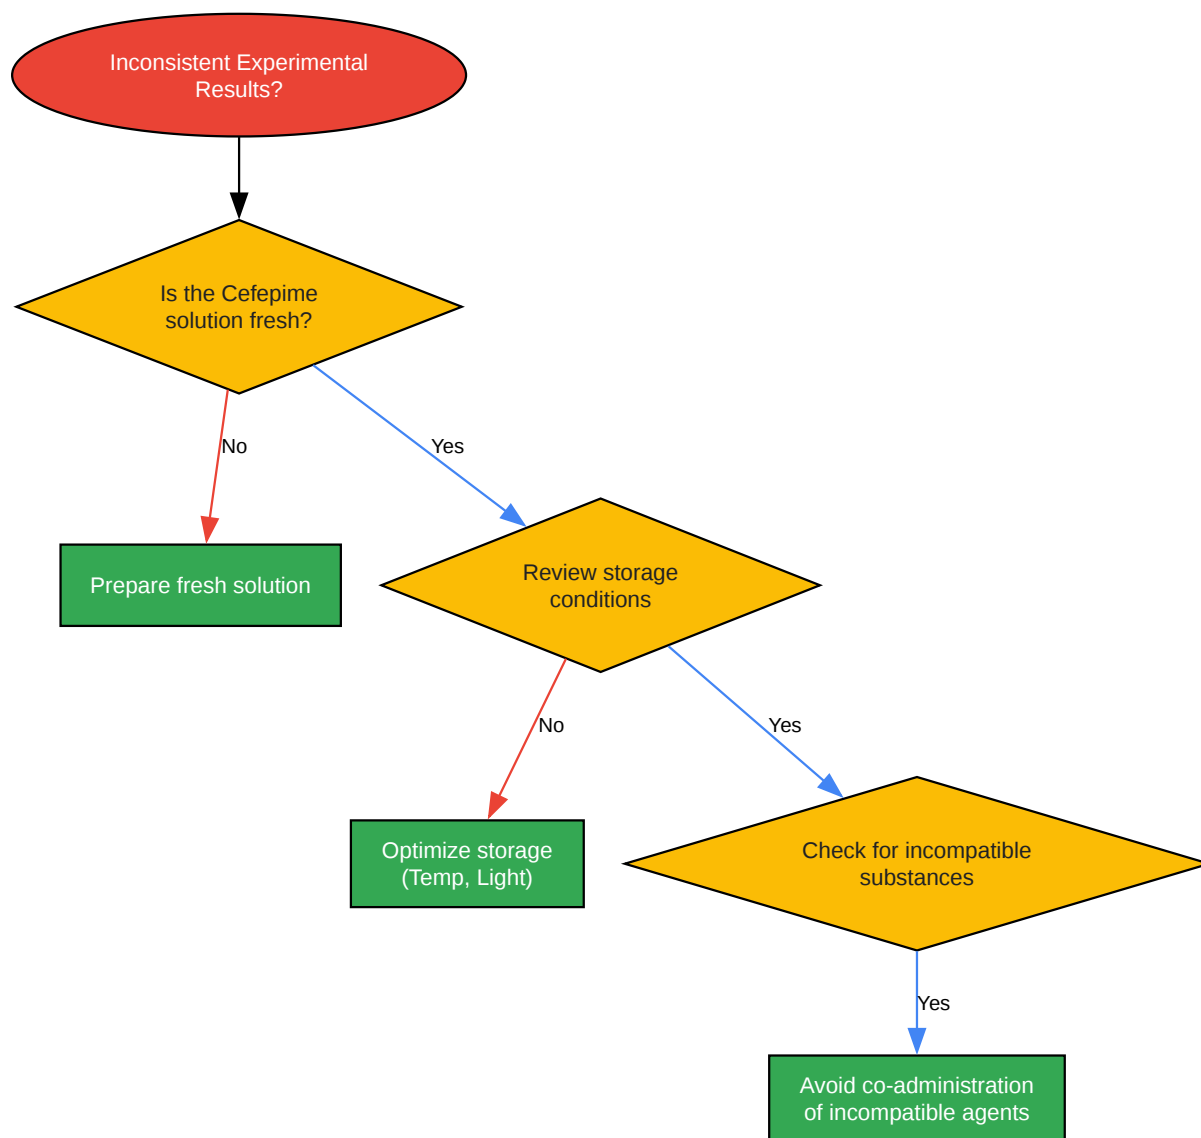 Inconsistent Experimental
Results?
Is the Cefepime
solution fresh?
No
Yes
Prepare fresh solution
Review storage
conditions
No
Yes
Optimize storage
(Temp, Light)
Check for incompatible
substances
Yes
Avoid co-administration
of incompatible agents